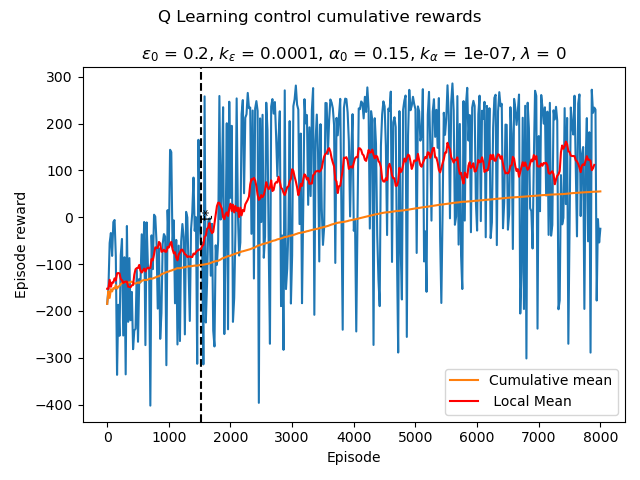 Q Learning control cumulative rewards
ε₀ = 0.2, kε = 0.0001, α₀ = 0.15, kα = 1e-07, λ = 0
300
200
100
0
−100
−200
−300
−400
Episode reward
0
1000
2000
3000
4000
5000
6000
7000
8000
Episode
Cumulative mean
Local Mean